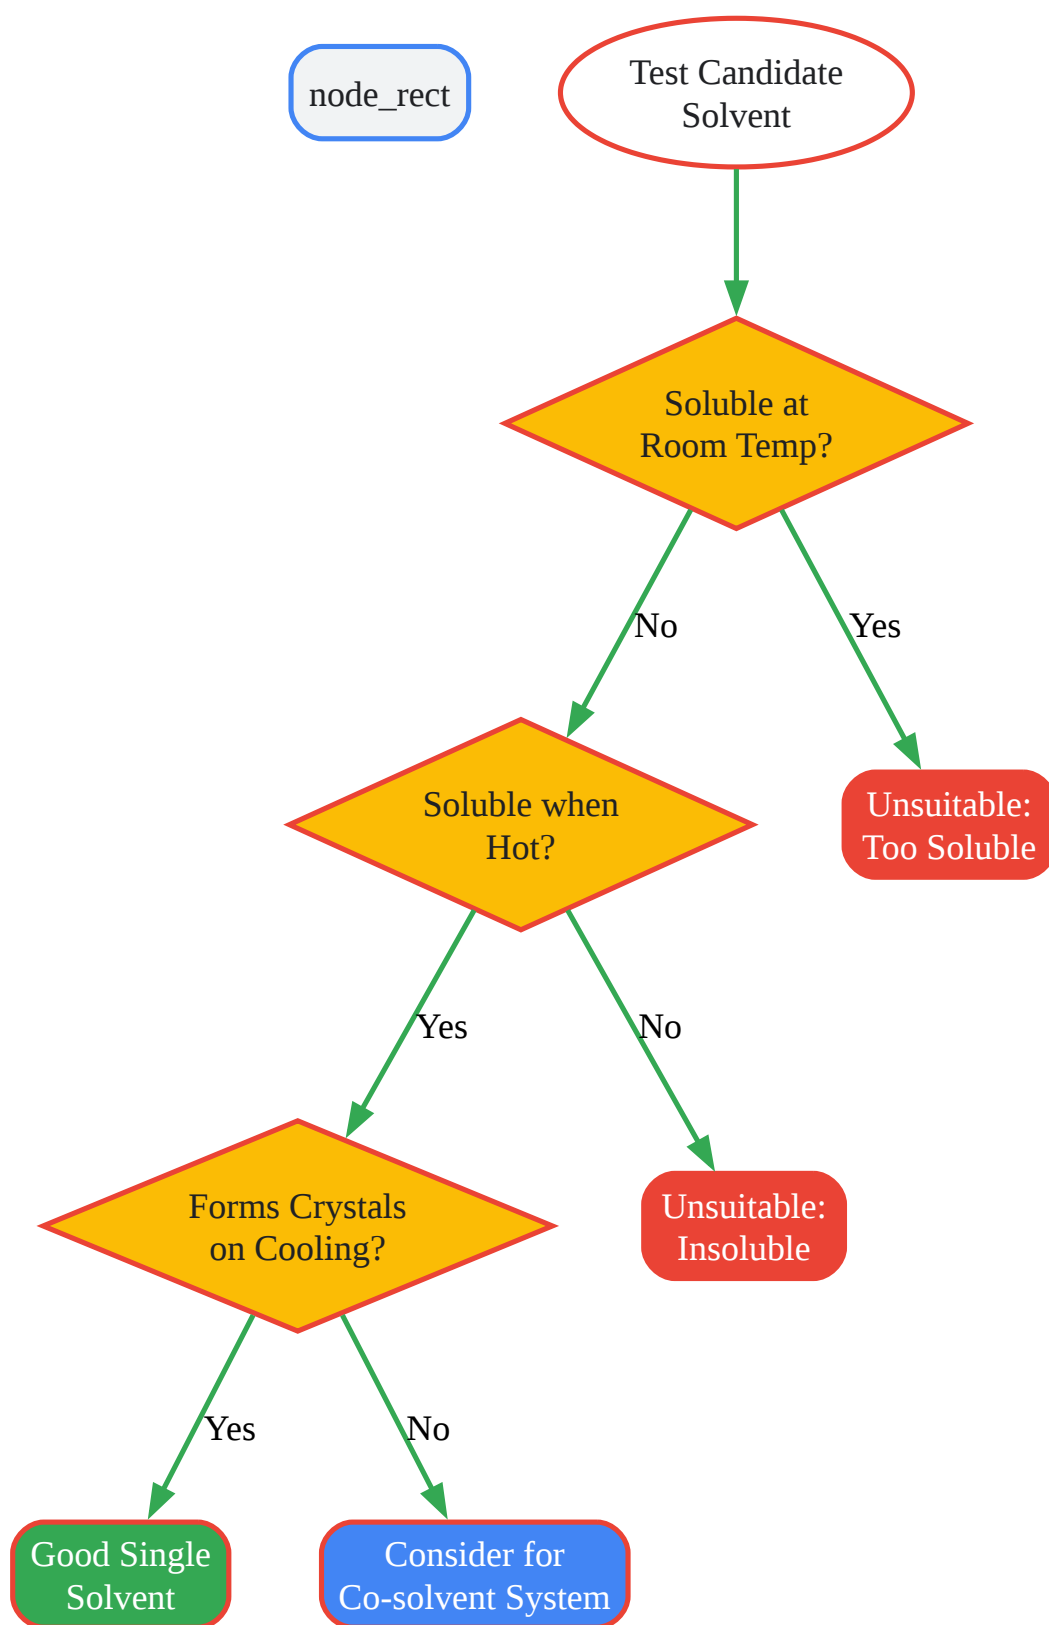 node_rect
Test Candidate
Solvent
Soluble at
Room Temp?
No
Yes
Soluble when
Hot?
Unsuitable:
Too Soluble
Yes
No
Forms Crystals
on Cooling?
Unsuitable:
Insoluble
Yes
No
Good Single
Solvent
Consider for
Co-solvent System